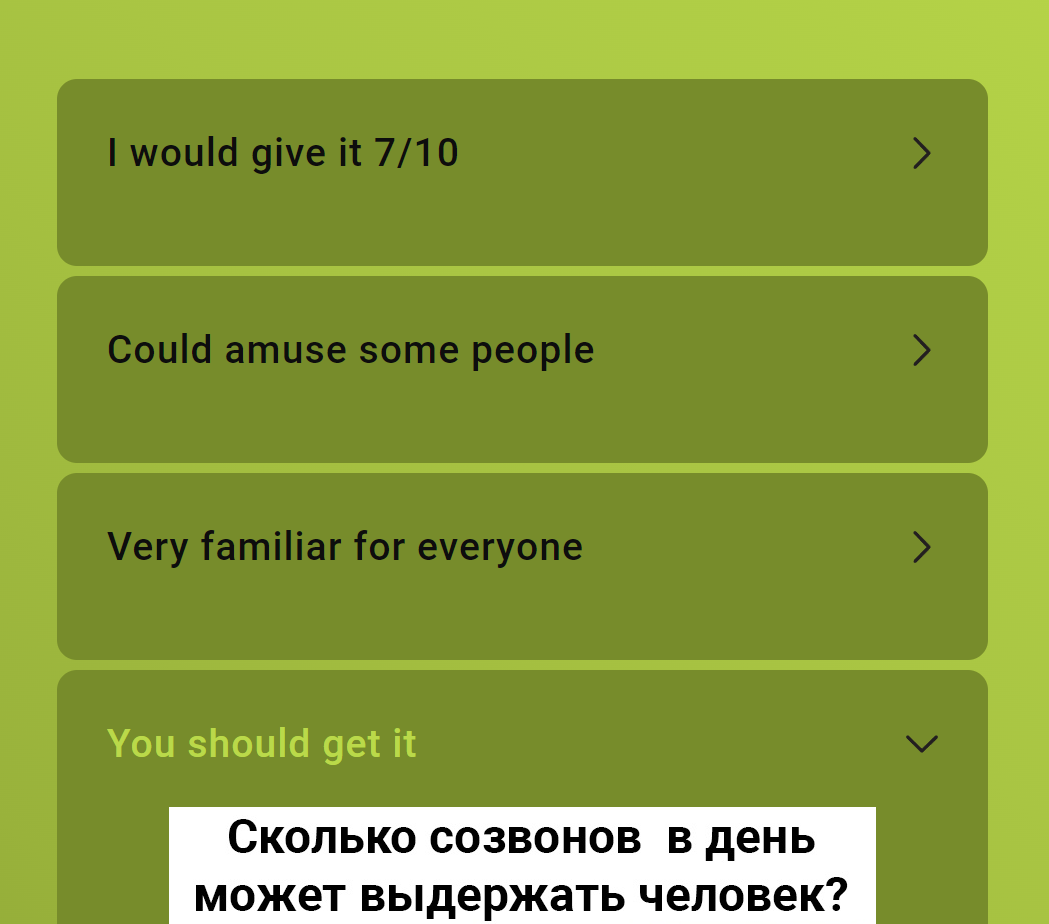 I would give it 7/10
Could amuse some people
Very familiar for everyone
You should get it
Сколько созвонов  в день
может выдержать человек?